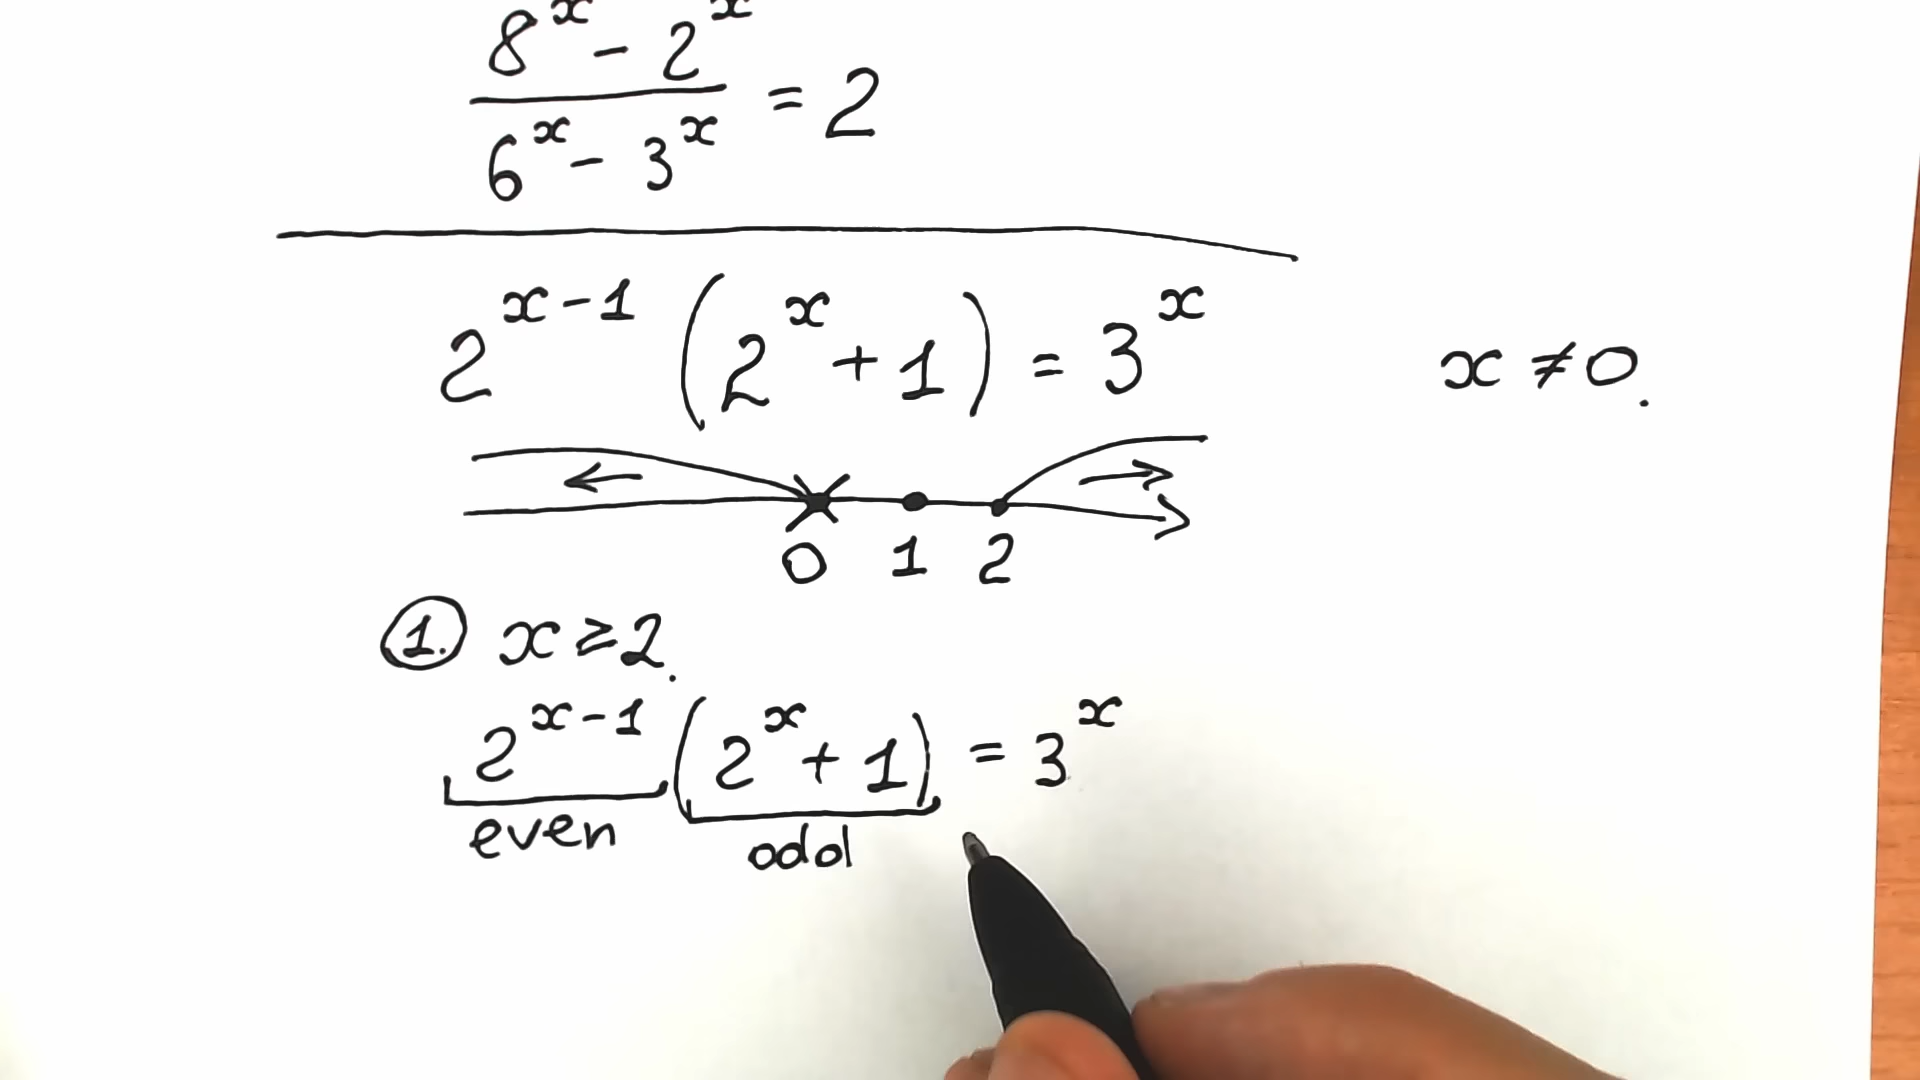 8^x - 2^x
6^x - 3^x
= 2
2^{x-1} (2^x + 1) = 3^x
x ≠ 0.
0 1 2
1. x ≥ 2.
2^{x-1} (2^x + 1) = 3^x
even odd